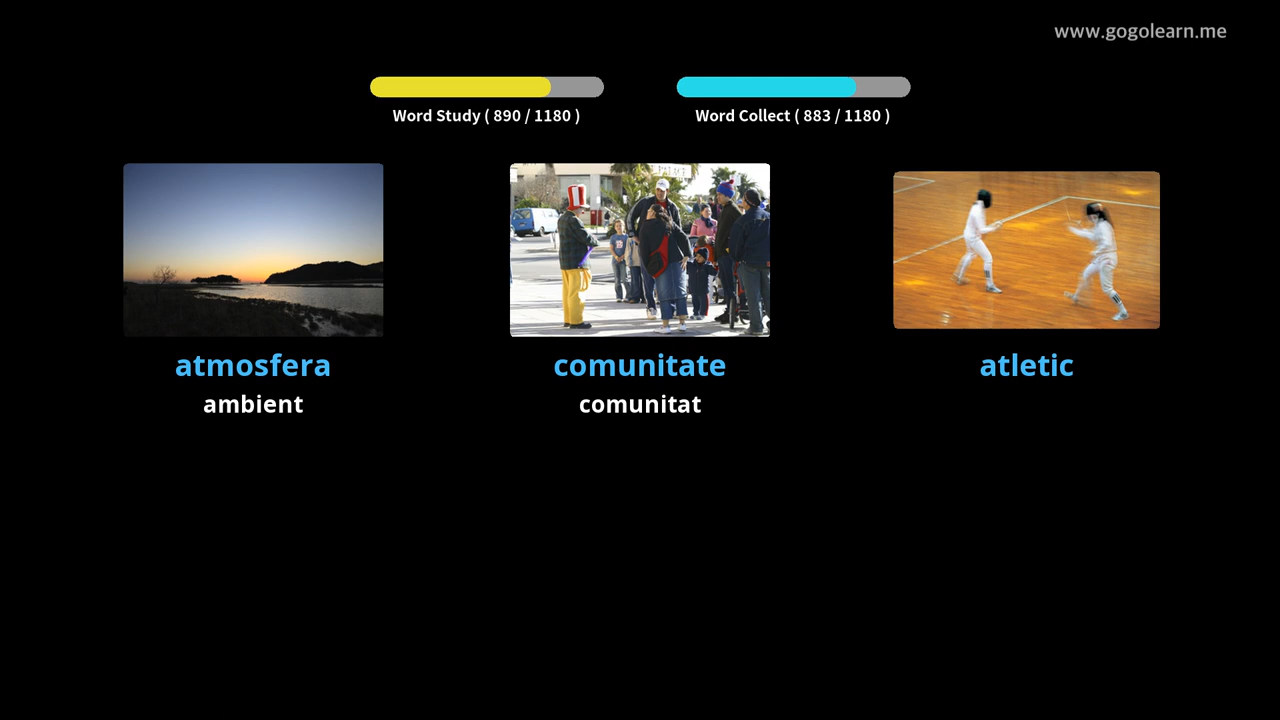 www.gogolearn.me
Word Study ( 890 / 1180 )
Word Collect ( 883 / 1180 )
atmosfera
ambient
comunitate
comunitat
atletic